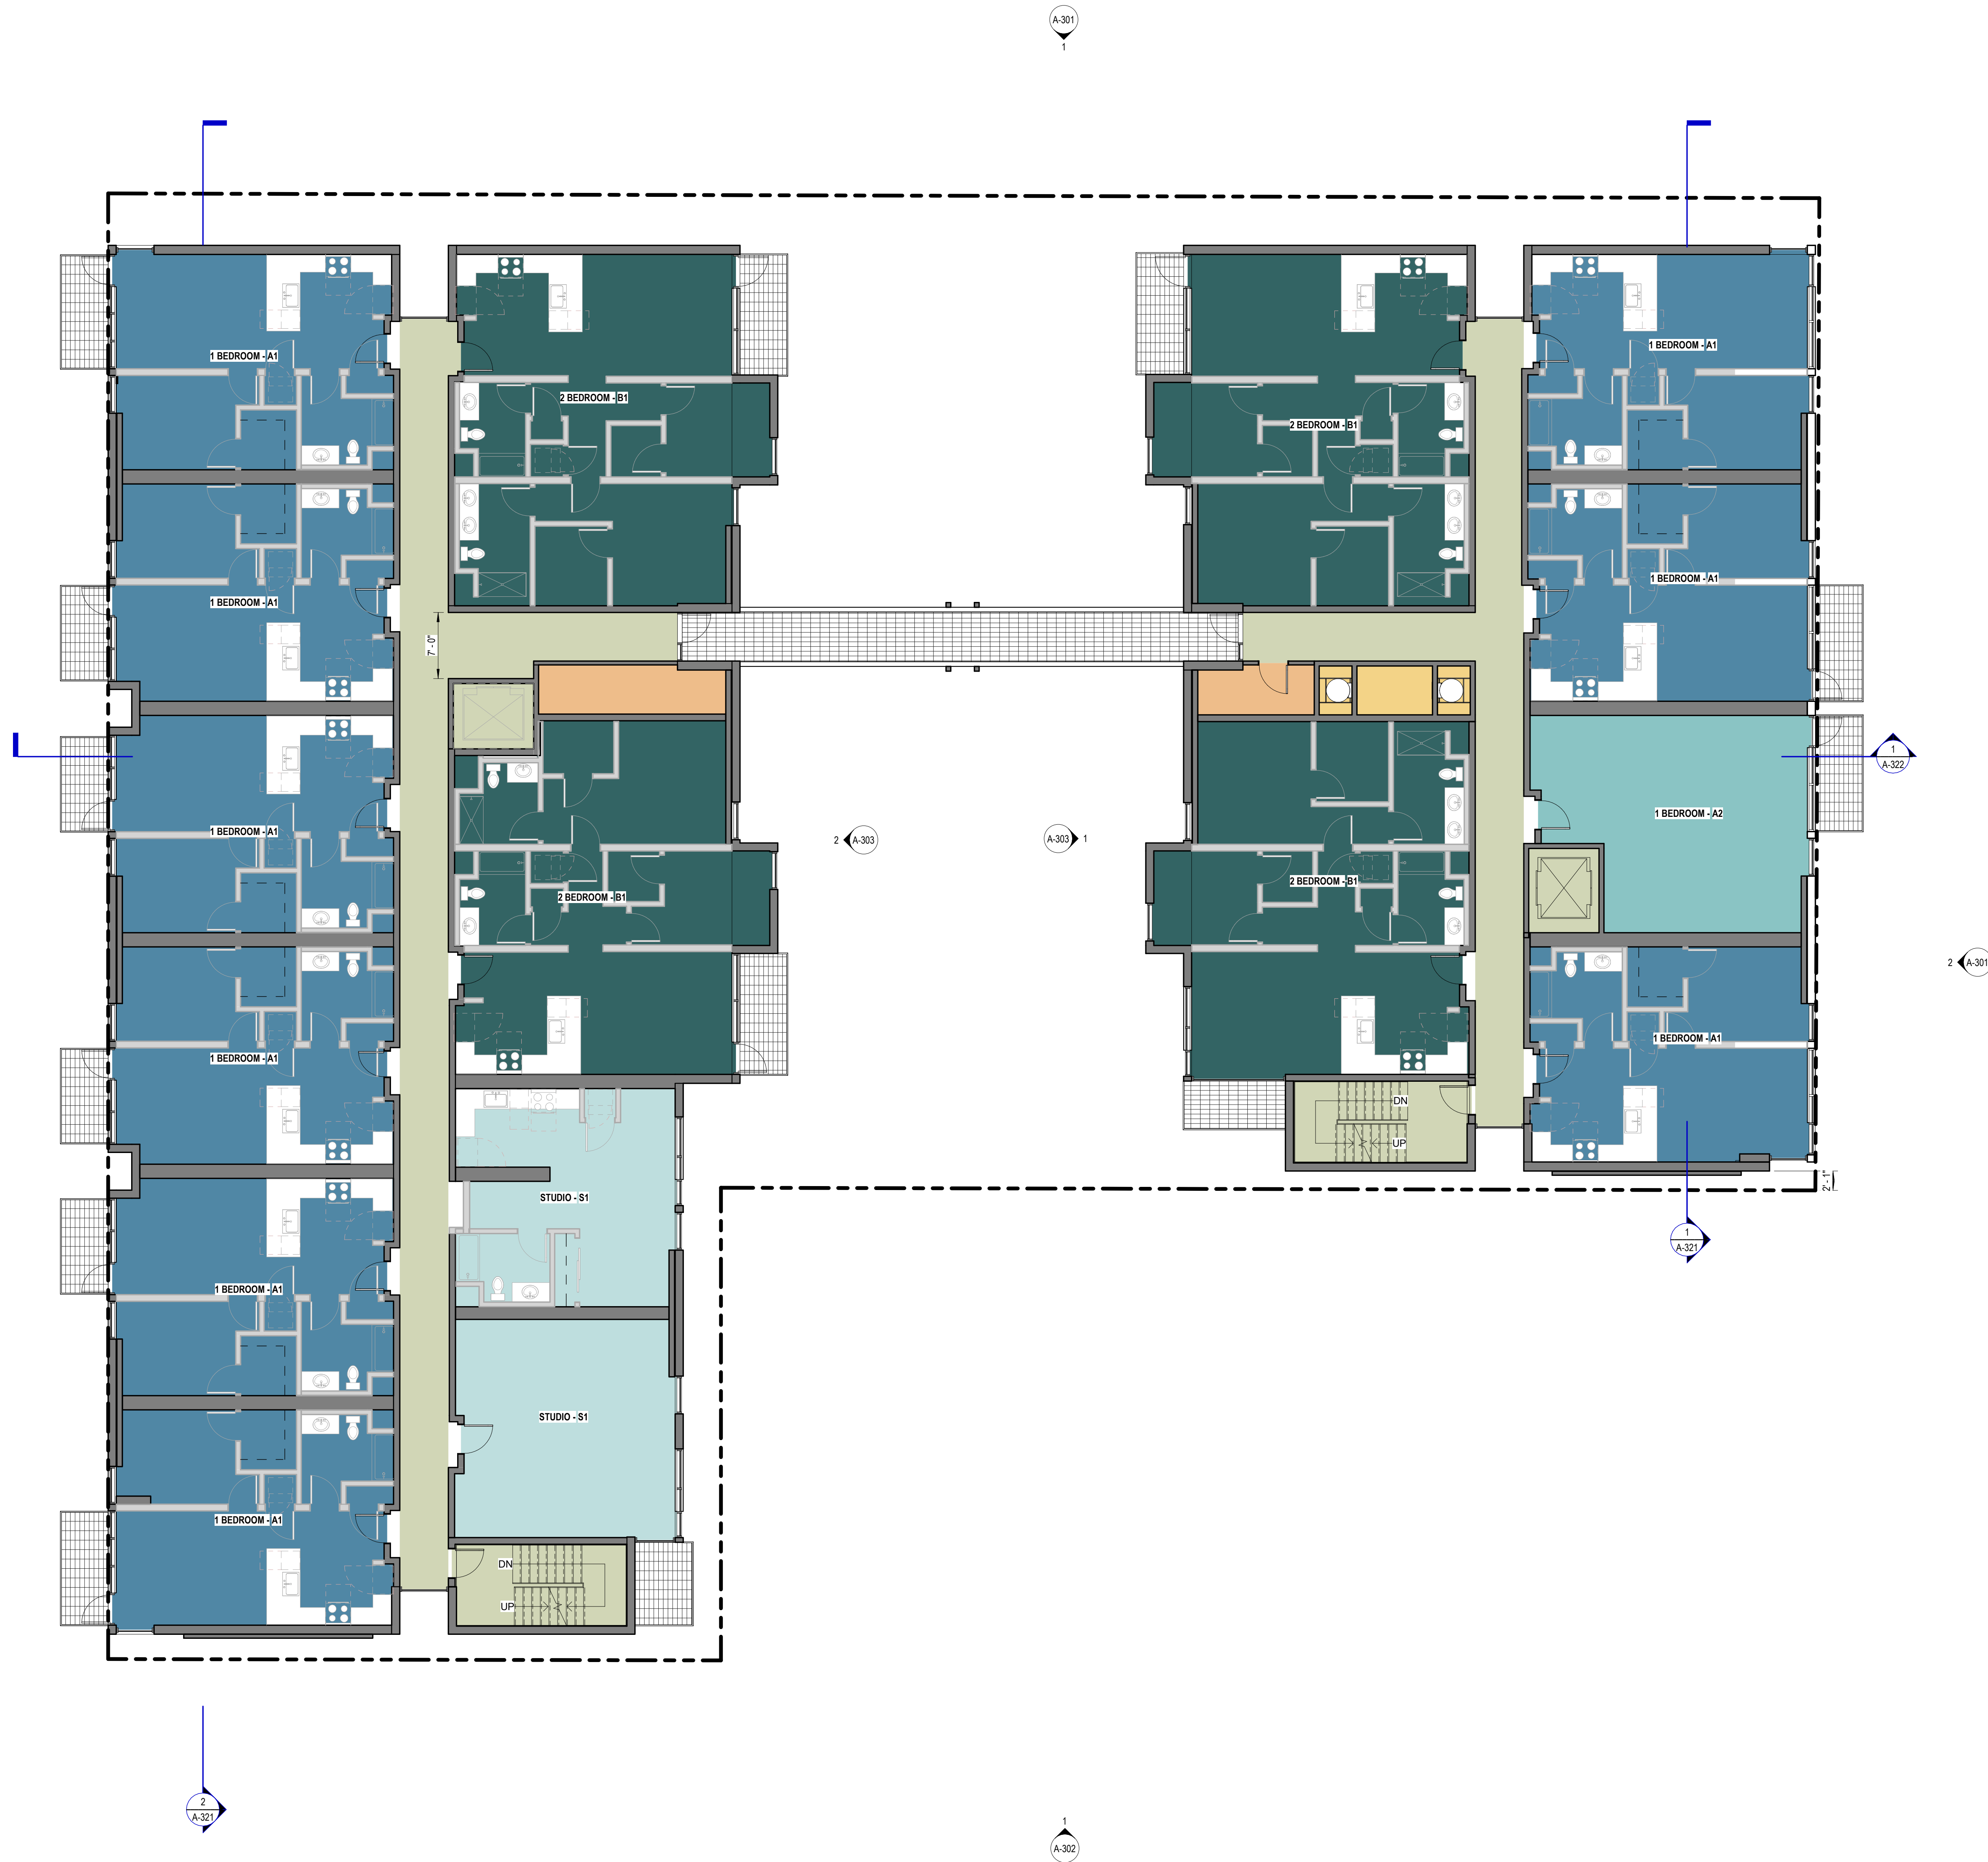 A-301
1
1 BEDROOM - A1
1 BEDROOM - A1
2 BEDROOM - B1
2 BEDROOM - B1
1 BEDROOM - A1
1 BEDROOM - A1
7' - 0"
1
A-322
1 BEDROOM - A2
1 BEDROOM - A1
2
A-303
A-303
1
2 BEDROOM - B1
2 BEDROOM - B1
2
A-301
1 BEDROOM - A1
1 BEDROOM - A1
DN
UP
2' - 1"
STUDIO - S1
1
A-321
1 BEDROOM - A1
STUDIO - S1
1 BEDROOM - A1
DN
UP
2
A-321
1
A-302